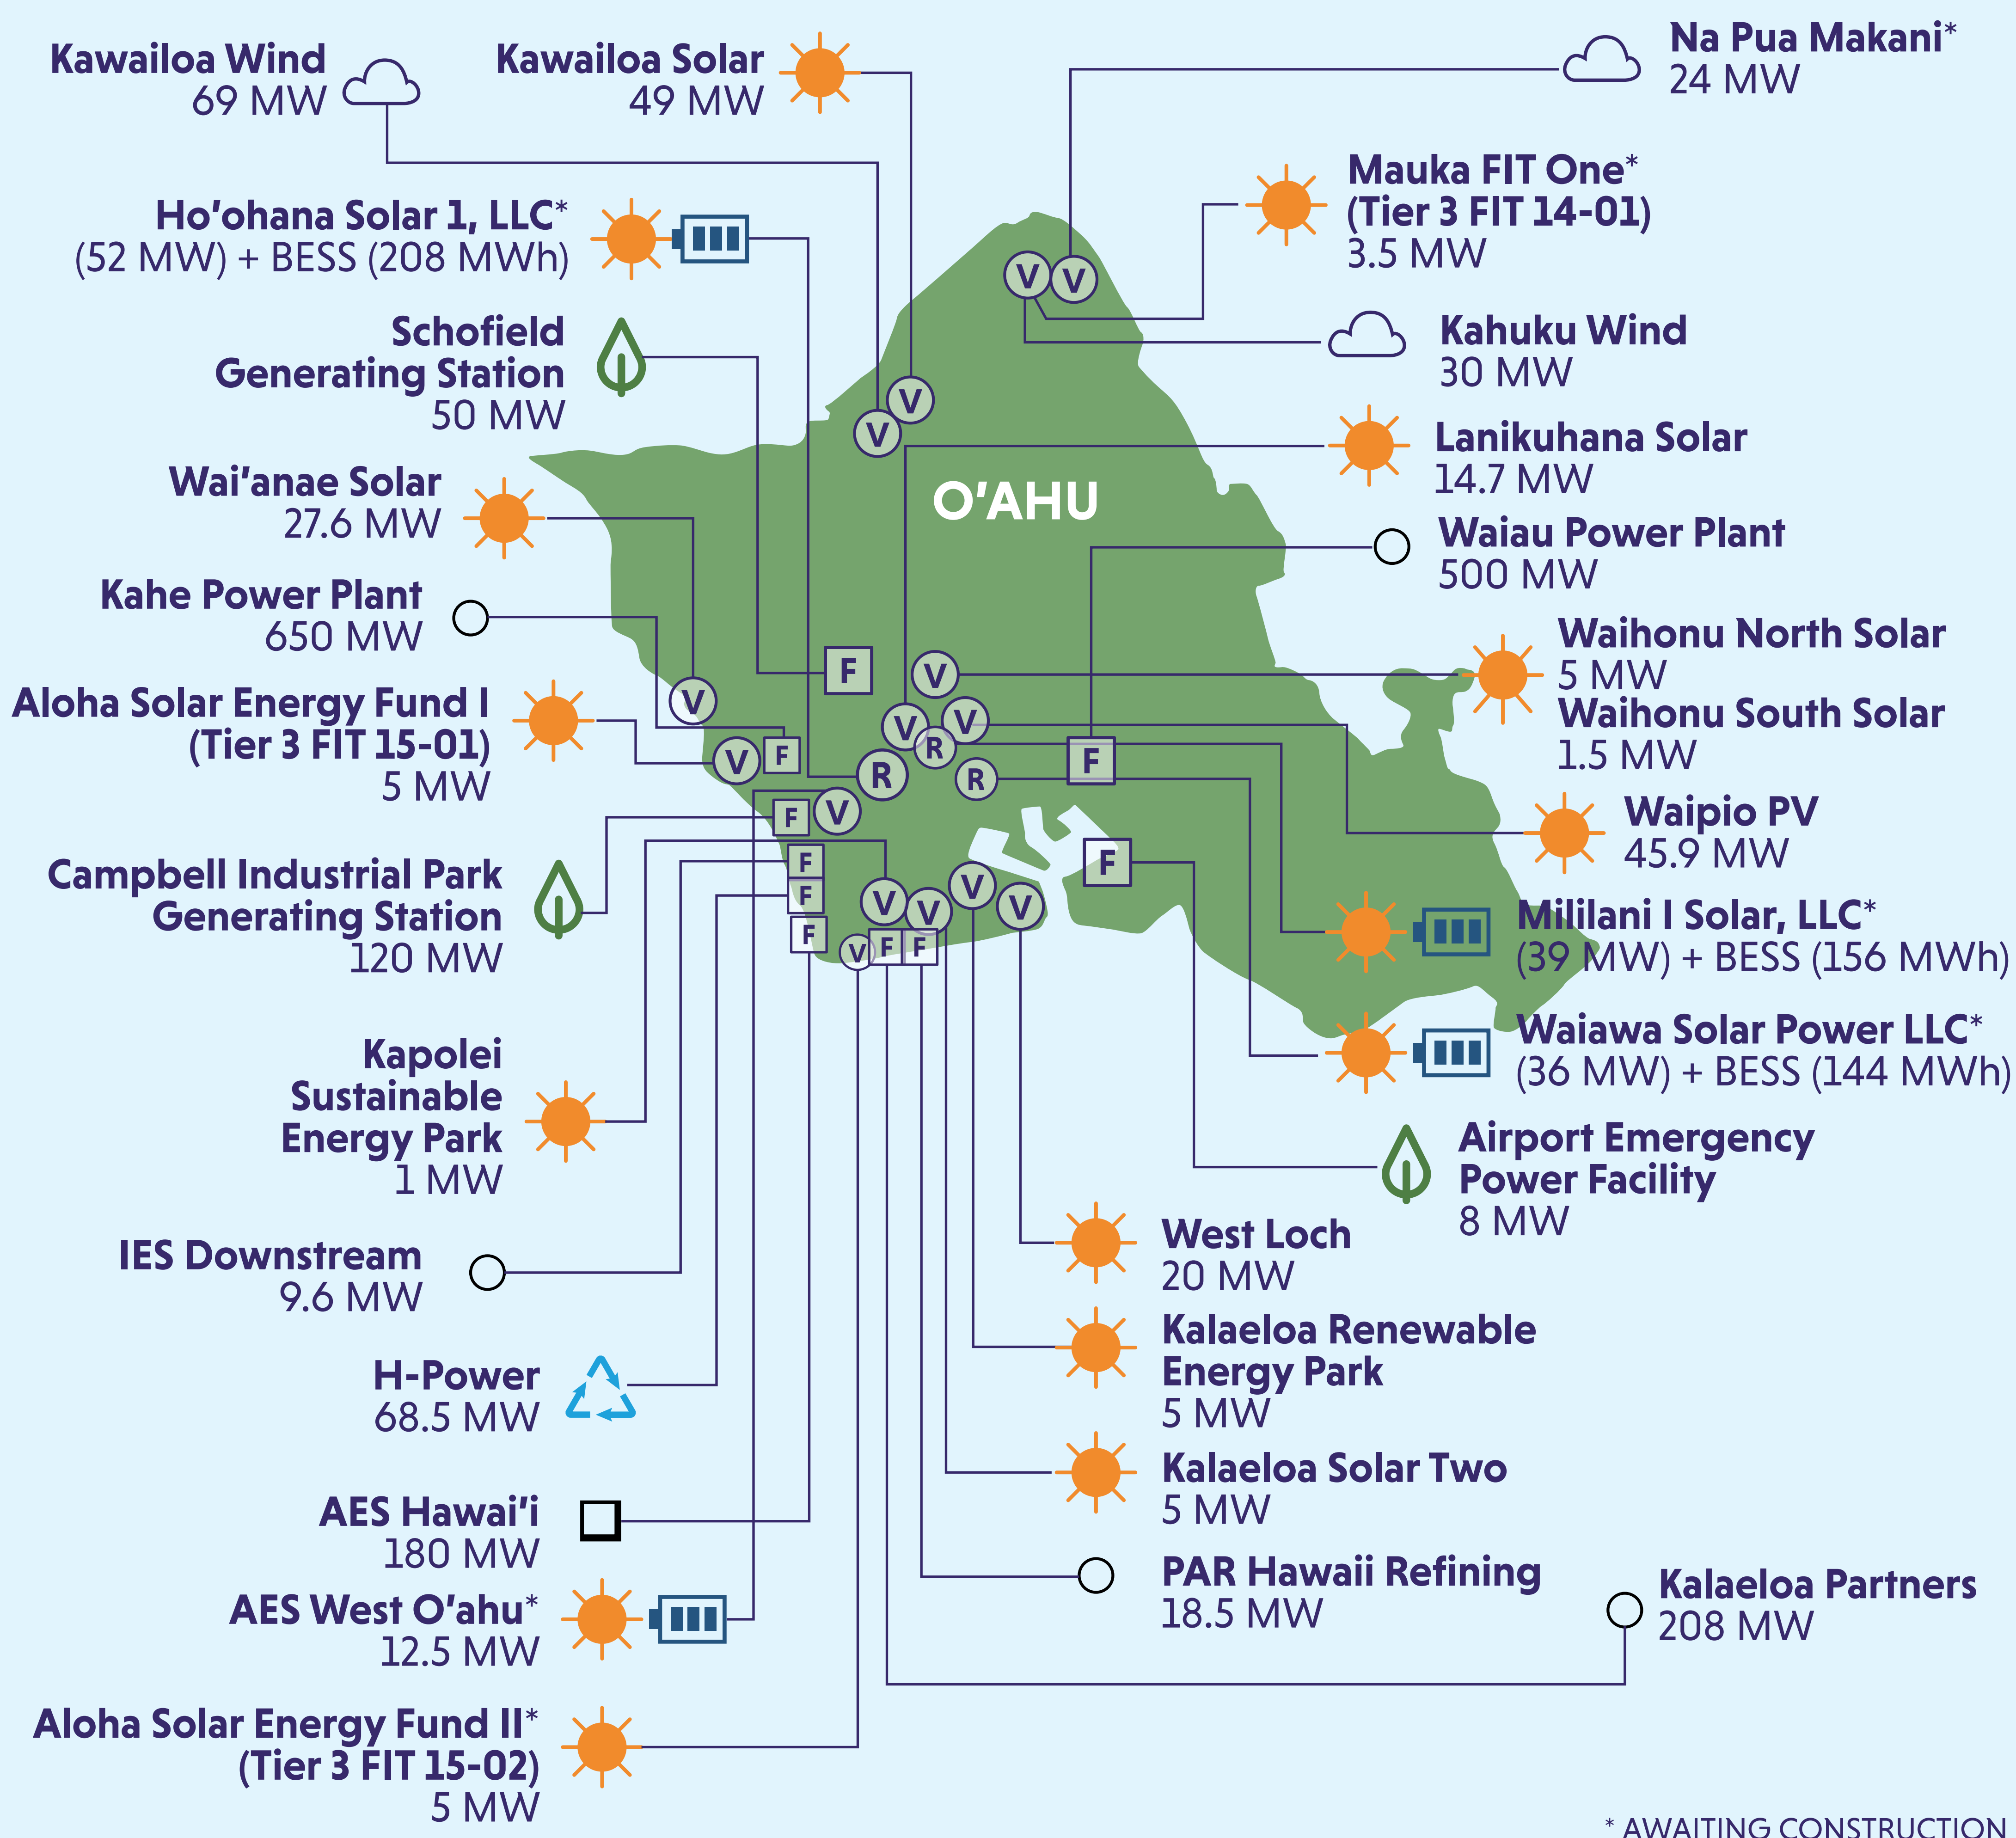 Kawailoa Wind
69 MW
Kawailoa Solar
49 MW
Na Pua Makani*
24 MW
Mauka FIT One*
(Tier 3 FIT 14-01)
3.5 MW
Ho'ohana Solar 1, LLC*
(52 MW) + BESS (208 MWh)
V V
Kahuku Wind
30 MW
Schofield
Generating Station
50 MW
V
V
Lanikuhana Solar
14.7 MW
O'AHU
Wai'anae Solar
27.6 MW
Waiau Power Plant
500 MW
Kahe Power Plant
650 MW
Waihonu North Solar
5 MW
Waihonu South Solar
1.5 MW
F V
Aloha Solar Energy Fund I
(Tier 3 FIT 15-01)
5 MW
V
V V
V F R F
R R
Waipio PV
45.9 MW
F V
Campbell Industrial Park
Generating Station
120 MW
F F
F V V V V
F V F F
Mililani I Solar, LLC*
(39 MW) + BESS (156 MWh)
Waiawa Solar Power LLC*
(36 MW) + BESS (144 MWh)
Kapolei
Sustainable
Energy Park
1 MW
Airport Emergency
Power Facility
8 MW
IES Downstream
9.6 MW
West Loch
20 MW
Kalaeloa Renewable
Energy Park
5 MW
H-Power
68.5 MW
Kalaeloa Solar Two
5 MW
AES Hawai'i
180 MW
PAR Hawaii Refining
18.5 MW
Kalaeloa Partners
208 MW
AES West O'ahu*
12.5 MW
Aloha Solar Energy Fund II*
(Tier 3 FIT 15-02)
5 MW
* AWAITING CONSTRUCTION